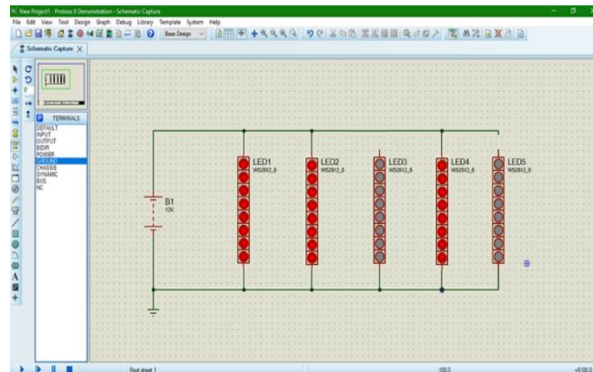 New Project1 - Proteus 8 Demonstration - Schematic Capture
File Edit View Tool Design Graph Debug Library Template System Help
Base Design
Schematic Capture
P TERMINALS
DEFAULT
INPUT
OUTPUT
BIDIR
POWER
GROUND
CHASSIS
DYNAMIC
BUS
NC
B1
12V
LED1
WS2812_8
LED2
WS2812_8
LED3
WS2812_8
LED4
WS2812_8
LED5
WS2812_8
Root sheet 1